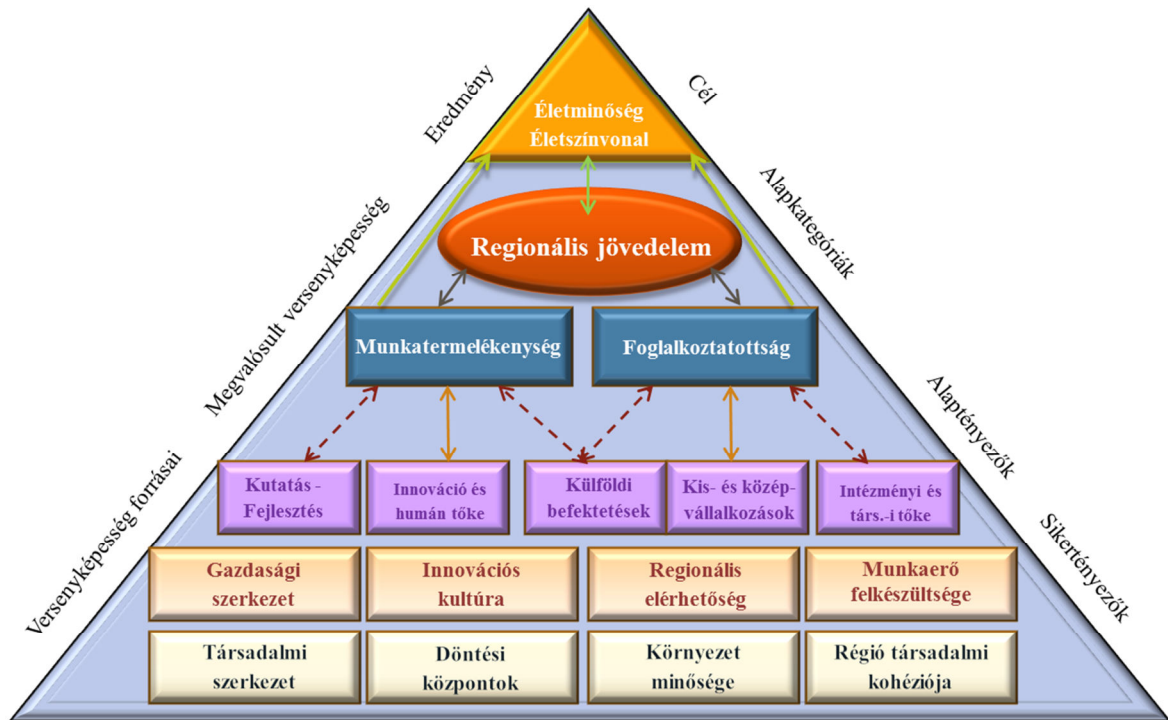 Eredmény
Cél
Életminőség
Életszínvonal
Megvalósult versenyképesség
Alapkategóriák
Regionális jövedelem
Munkatermelékenység
Foglalkoztatottság
Versenyképesség forrásai
Alaptényezők
Kutatás -
Fejlesztés
Innováció és
humán tőke
Külföldi
befektetések
Kis- és közép-
vállalkozások
Intézményi és
társ.-i tőke
Sikertényezők
Gazdasági
szerkezet
Innovációs
kultúra
Regionális
elérhetőség
Munkaerő
felkészültsége
Társadalmi
szerkezet
Döntési
központok
Környezet
minősége
Régió társadalmi
kohéziója